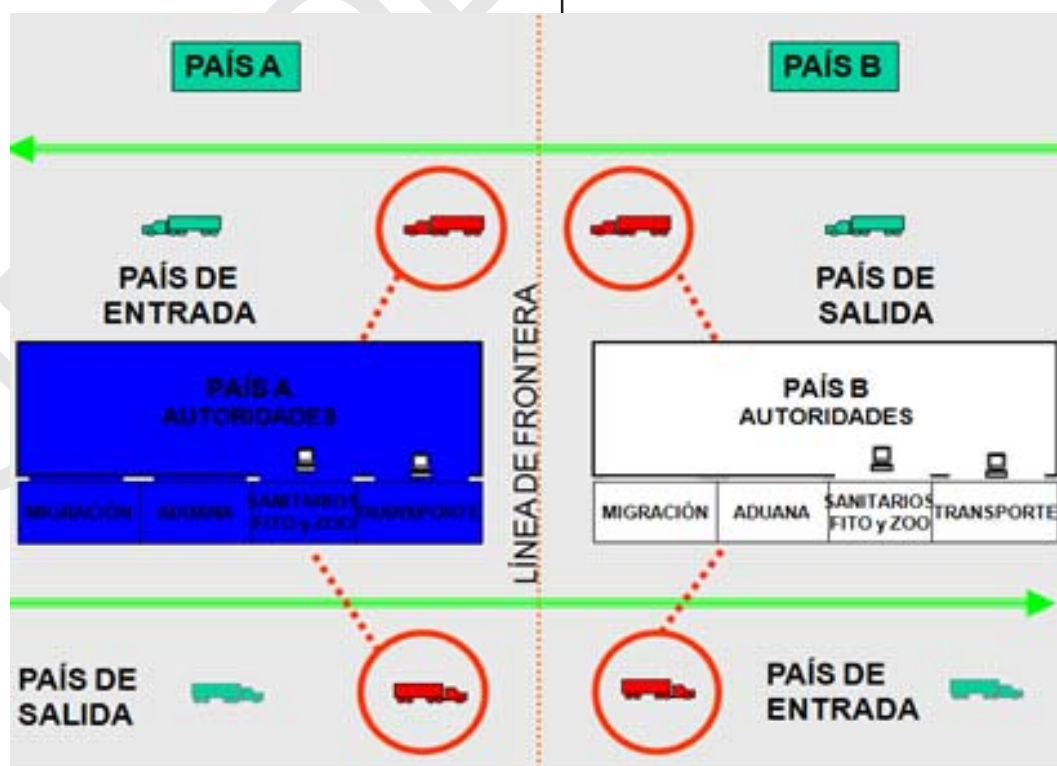 PAÍS A
PAÍS B
PAÍS DE
ENTRADA
PAÍS DE
SALIDA
PAÍS A
AUTORIDADES
MIGRACIÓN
ADUANA
SANITARIOS
FITO y ZOO
TRANSPORTE
LÍNEA DE FRONTERA
PAÍS B
AUTORIDADES
MIGRACIÓN
ADUANA
SANITARIOS
FITO y ZOO
TRANSPORTE
PAÍS DE
SALIDA
PAÍS DE
ENTRADA